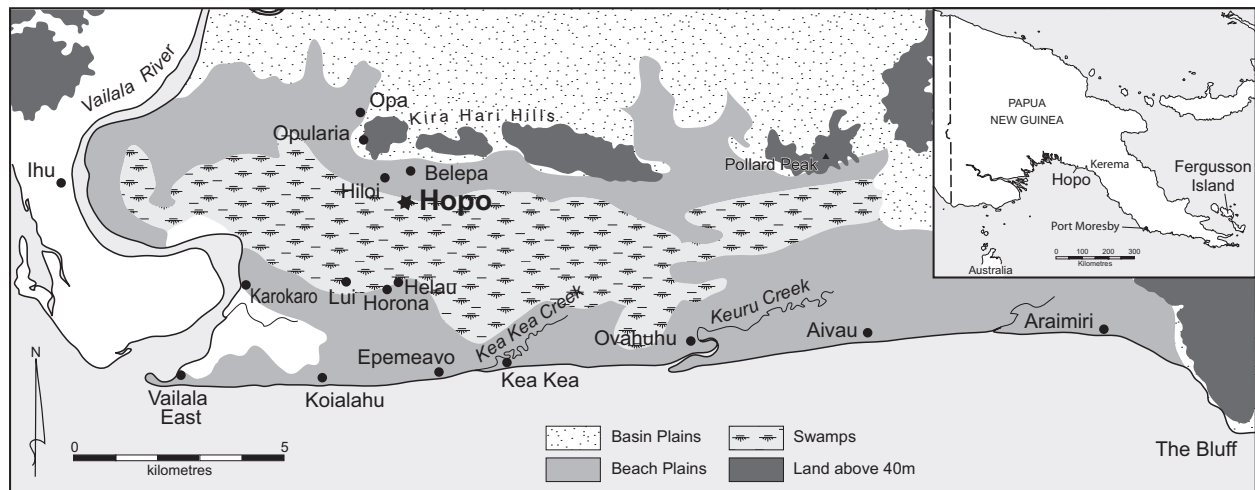 Vailala River
Opa
Kira Hari Hills
Opularia
Ihu
Belepa
Hiloi
Hopo
Pollard Peak
Karokaro
Lui
Helau
Horona
Kea Kea Creek
Keuru Creek
Ovahuhu
Aivau
Araimiri
Epemeavo
Kea Kea
Vailala
East
Koialahu
The Bluff
N
0
5
kilometres
Basin Plains
Swamps
Beach Plains
Land above 40m
PAPUA
NEW GUINEA
Kerema
Hopo
Fergusson
Island
Port Moresby
0 100 200 300
Kilometres
Australia